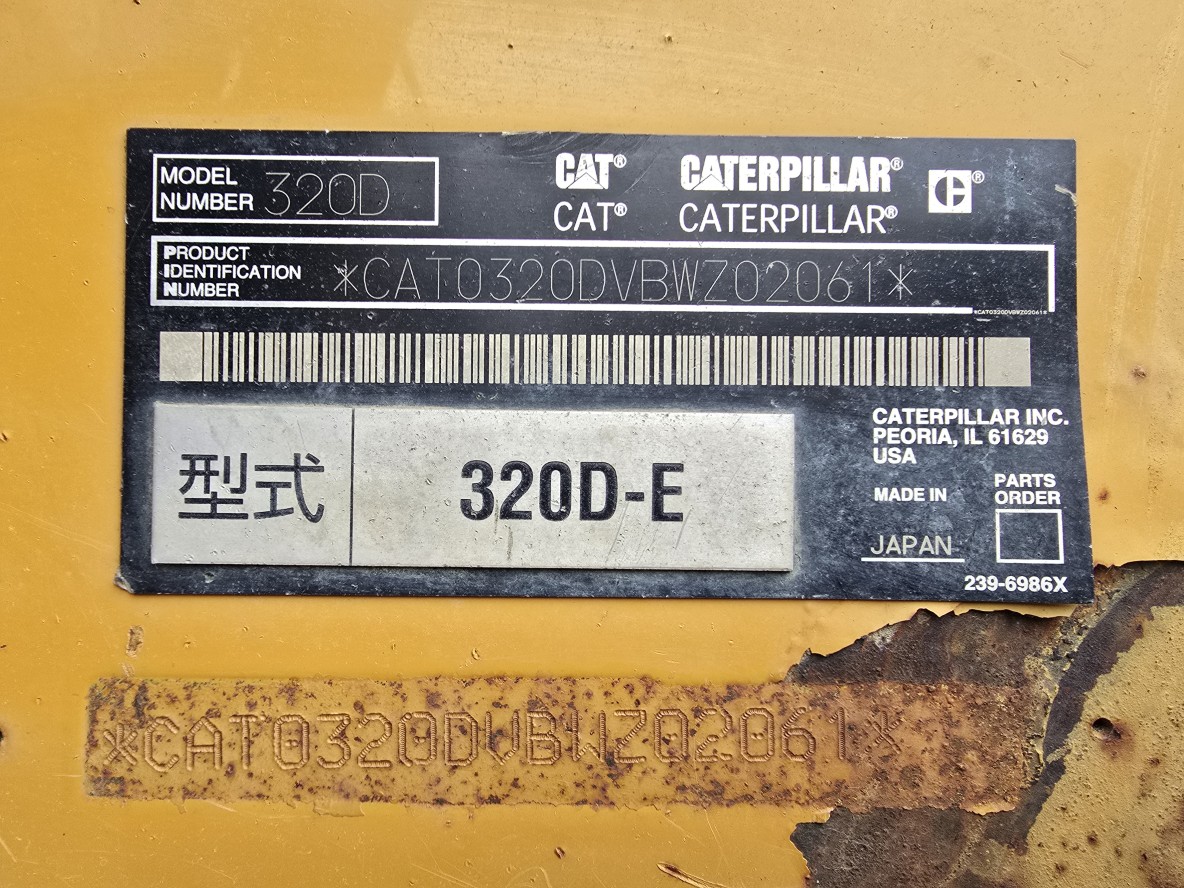 MODEL
NUMBER 320D
CAT® CATERPILLAR®
CAT® CATERPILLAR®
PRODUCT
IDENTIFICATION
NUMBER
*CAT0320DVBWZ02061*
*CAT0320DVBWZ02061*
型式 320D-E
CATERPILLAR INC.
PEORIA, IL 61629
USA
MADE IN
JAPAN
PARTS
ORDER
239-6986X
*CAT0320DVBWZ02061*